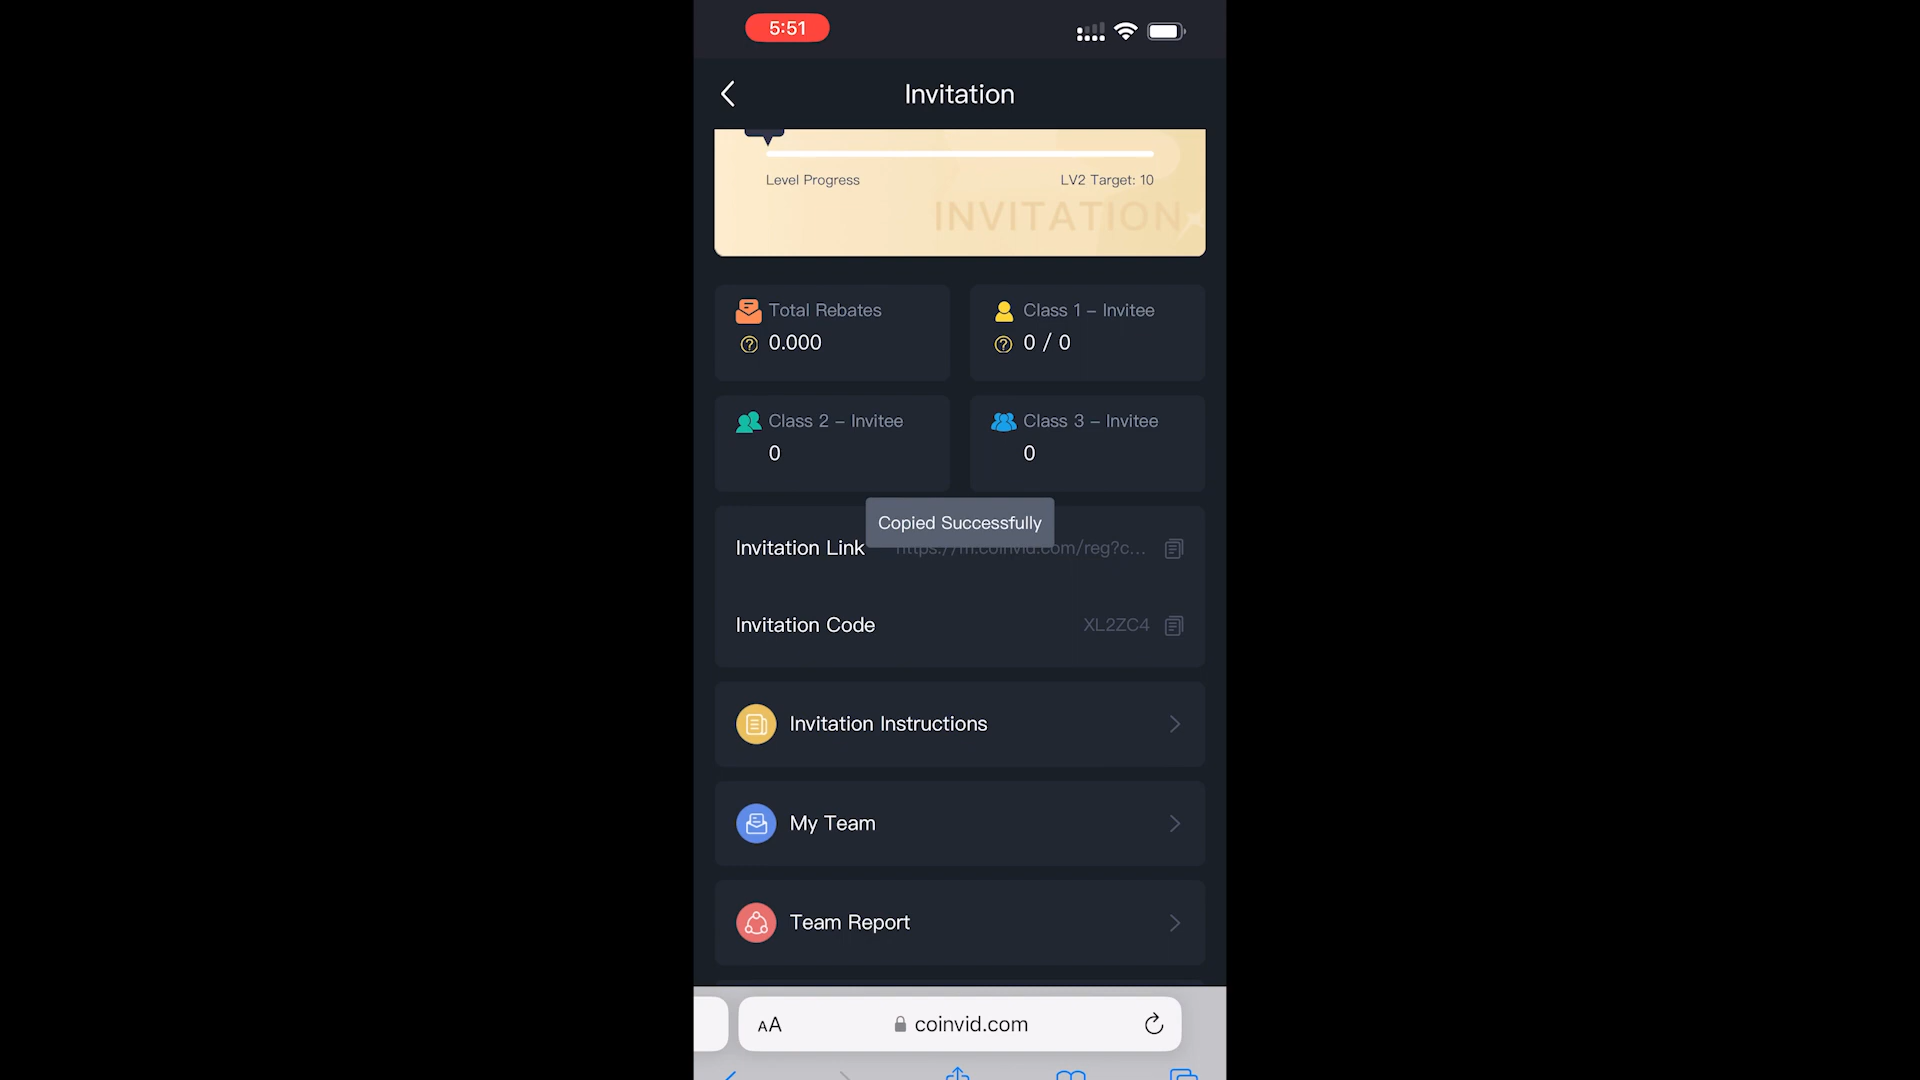 5:51
Invitation
Level Progress
LV2 Target: 10
INVITATION
Total Rebates
0.000
Class 1 – Invitee
0 / 0
Class 2 – Invitee
0
Class 3 – Invitee
0
Copied Successfully
Invitation Link
https://m.coinvid.com/reg?c...
Invitation Code
XL2ZC4
Invitation Instructions
My Team
Team Report
AA
coinvid.com